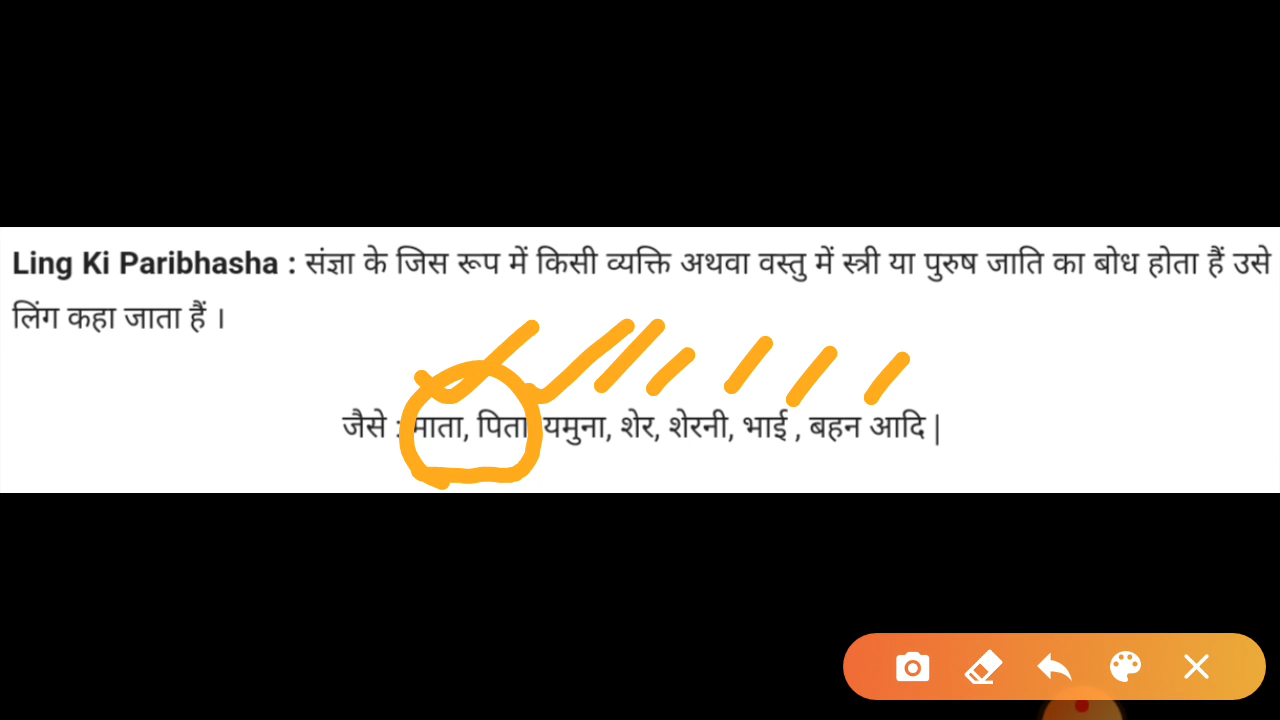 Ling Ki Paribhasha : संज्ञा के जिस रूप में किसी व्यक्ति अथवा वस्तु में स्त्री या पुरुष जाति का बोध होता हैं उसे
लिंग कहा जाता हैं ।
जैसे : माता, पिता, यमुना, शेर, शेरनी, भाई , बहन आदि |